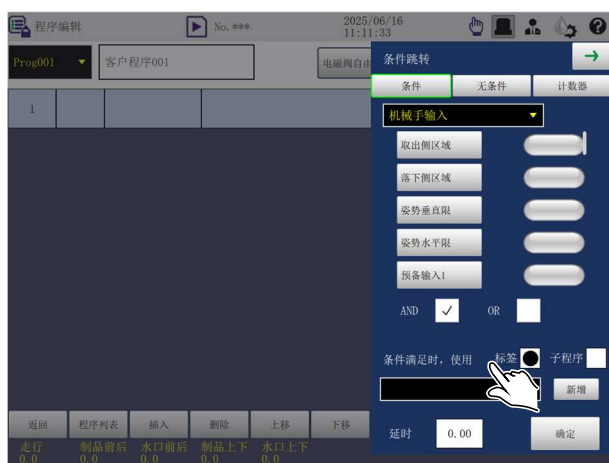 程序编辑
No. ***
2025/06/16
11:11:33
Prog001
客户程序001
电磁阀自由
条件跳转
条件
无条件
计数器
1
机械手输入
取出侧区域
落下侧区域
姿势垂直限
姿势水平限
预备输入1
AND
OR
条件满足时，使用
标签
子程序
新增
返回
程序列表
插入
删除
上移
下移
延时
0.00
确定
走行
制品前后
水口前后
制品上下
水口上下
0.0
0.0
0.0
0.0
0.0